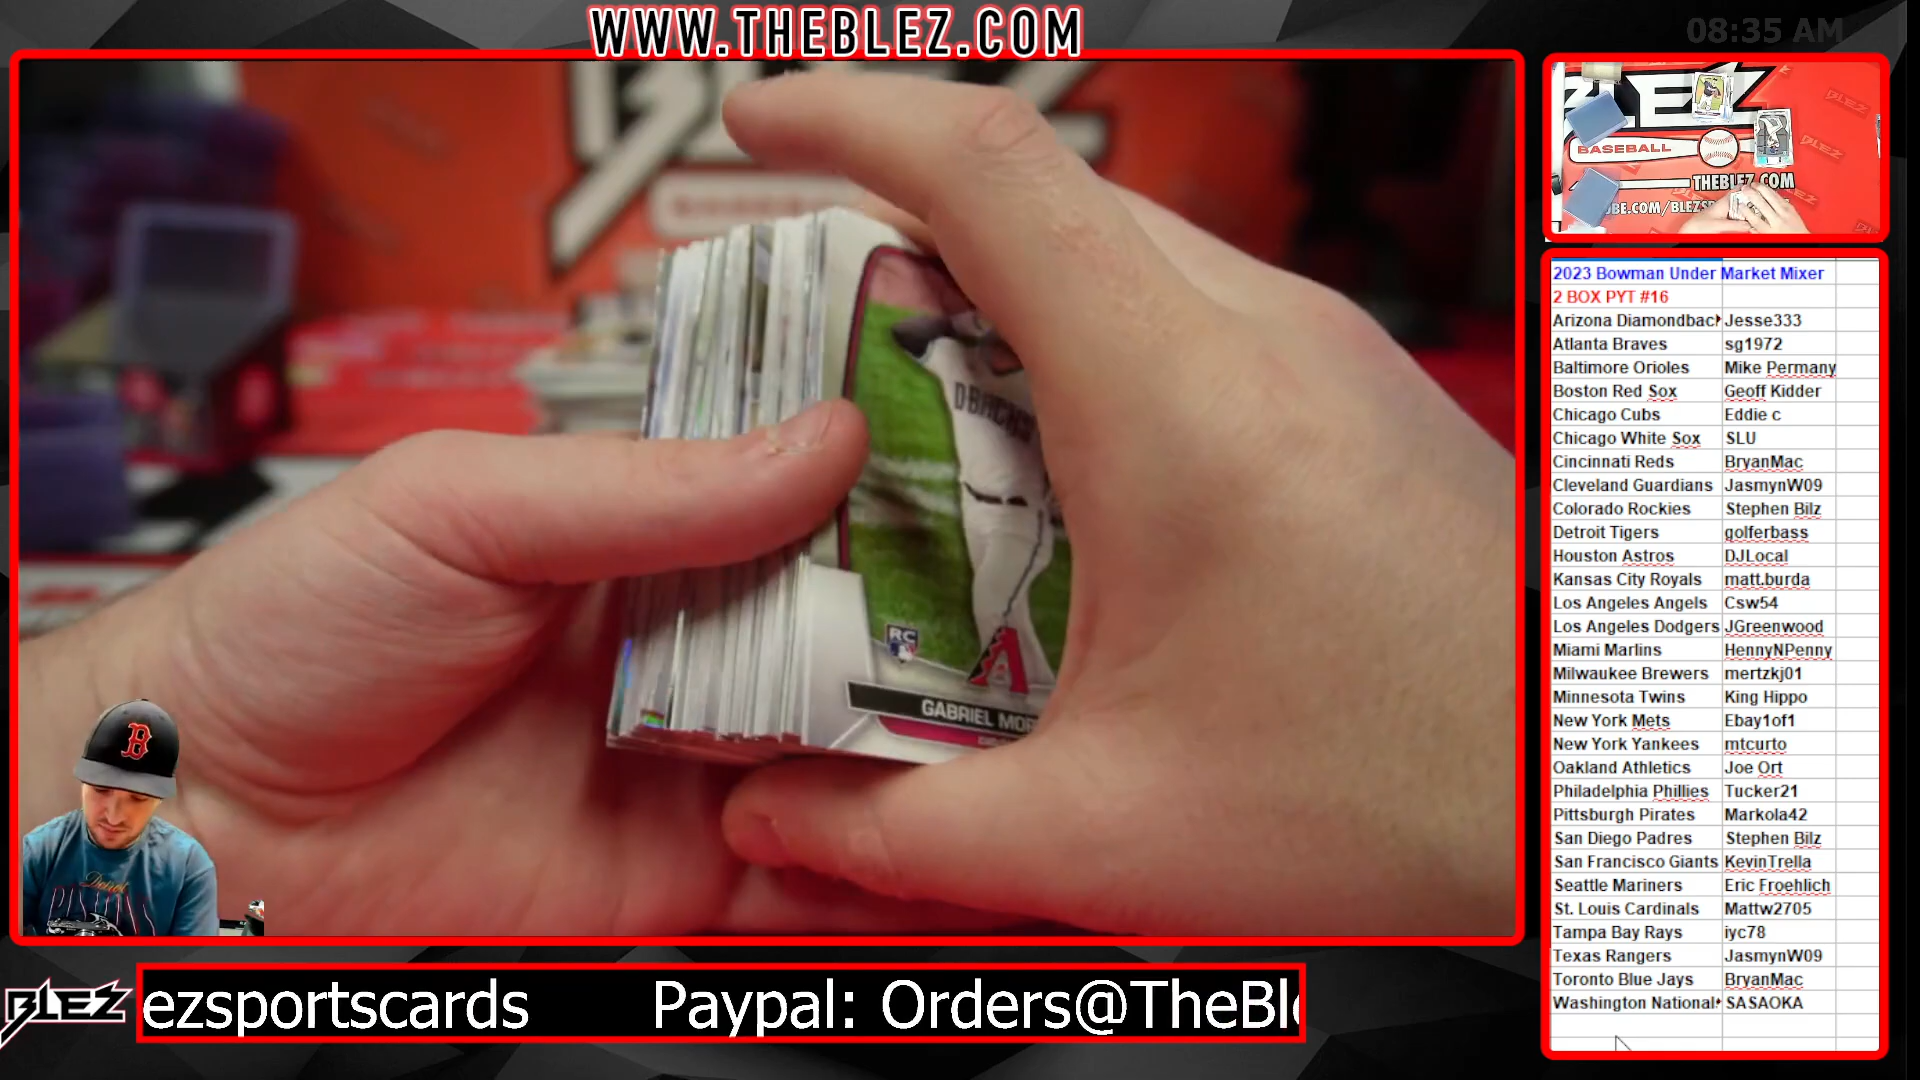 WWW.THEBLEZ.COM
08:35 AM
BLEZ
BASEBALL
THEBLEZ.COM
DBACKS
RC
A
GABRIEL
B
Detroit
2023 Bowman Under Market Mixer
2 BOX PYT #16
Arizona Diamondbac Jesse333
Atlanta Braves sg1972
Baltimore Orioles Mike Permany
Boston Red Sox Geoff Kidder
Chicago Cubs Eddie c
Chicago White Sox SLU
Cincinnati Reds BryanMac
Cleveland Guardians JasmynW09
Colorado Rockies Stephen Bilz
Detroit Tigers golferbass
Houston Astros DJLocal
Kansas City Royals matt.burda
Los Angeles Angels Csw54
Los Angeles Dodgers JGreenwood
Miami Marlins HennyNPenny
Milwaukee Brewers mertzkj01
Minnesota Twins King Hippo
New York Mets Ebay1of1
New York Yankees mtcurto
Oakland Athletics Joe Ort
Philadelphia Phillies Tucker21
Pittsburgh Pirates Markola42
San Diego Padres Stephen Bilz
San Francisco Giants KevinTrella
Seattle Mariners Eric Froehlich
St. Louis Cardinals Mattw2705
Tampa Bay Rays iyc78
Texas Rangers JasmynW09
Toronto Blue Jays BryanMac
Washington National SASAOKA
BLEZ
ezsportscards Paypal: Orders@TheBl